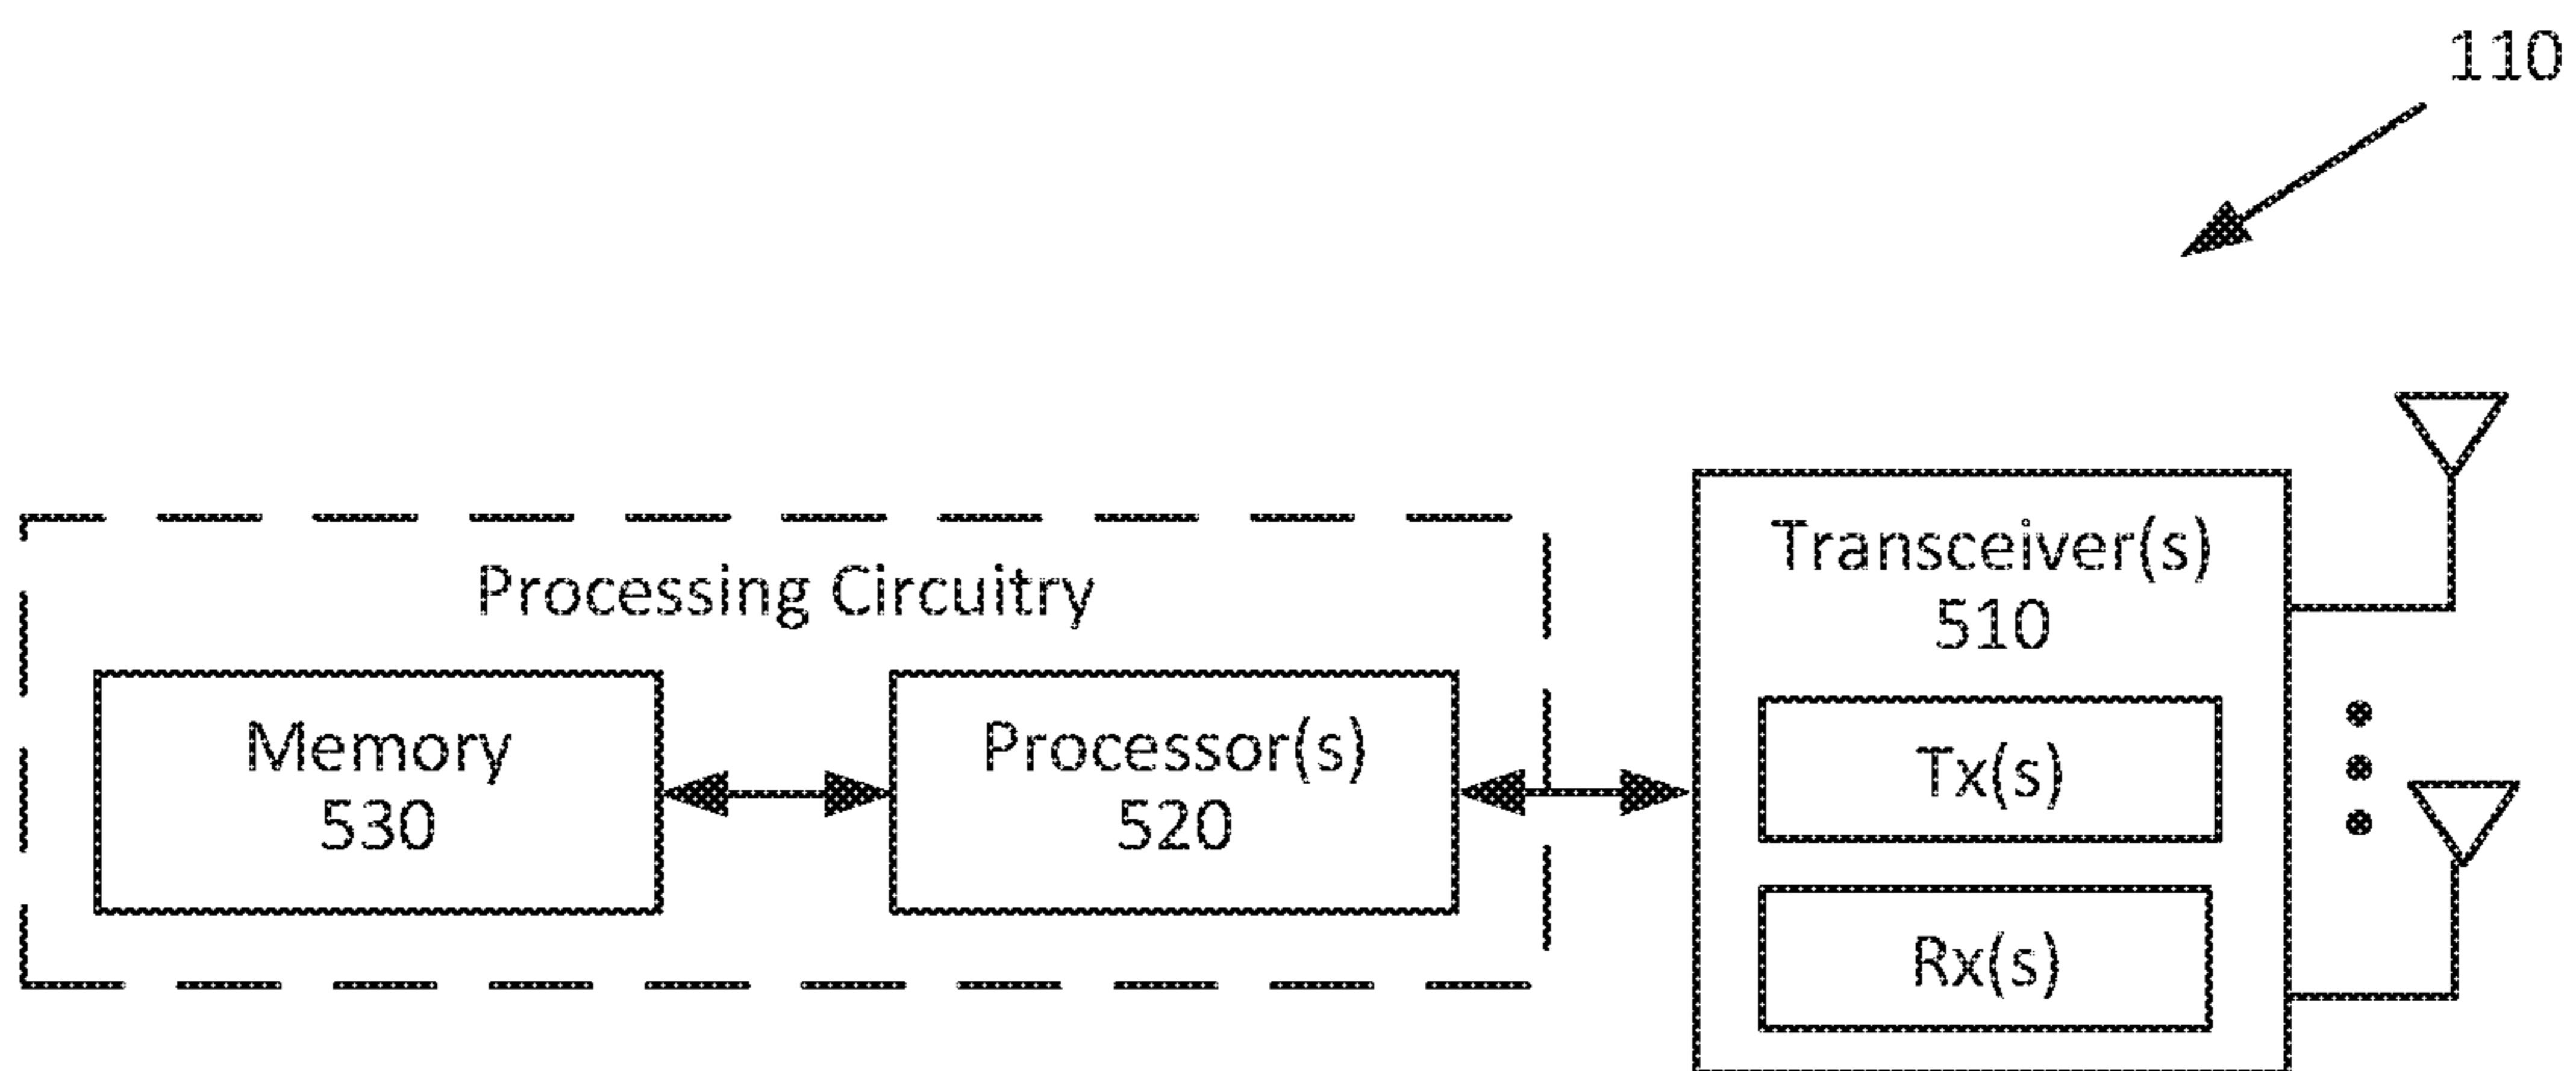 110
Processing Circuitry
Memory
530
Processor(s)
520
Transceiver(s)
510
Tx(s)
Rx(s)